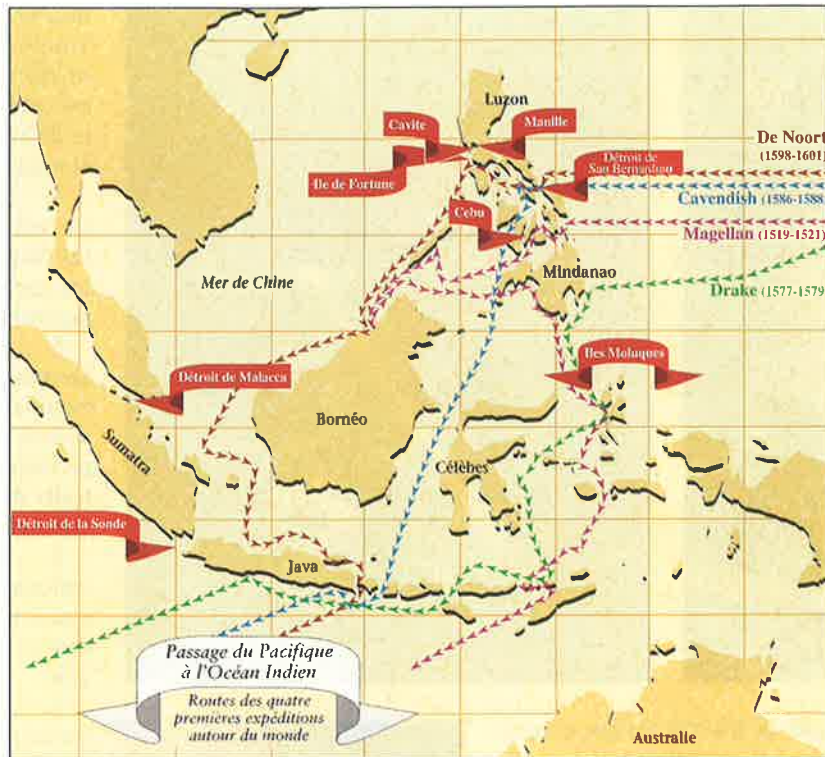 Luzon
Cavite
Manille
De Noort
(1598-1601)
Détroit de
San Bernardino
Ile de Fortune
Cavendish (1586-1588)
Cebu
Magellan (1519-1521)
Mindanao
Mer de Chine
Drake (1577-1579)
Iles Moluques
Détroit de Malacca
Bornéo
Sumatra
Célèbes
Détroit de la Sonde
Java
Passage du Pacifique
à l'Océan Indien
Routes des quatre
premières expéditions
autour du monde
Australie